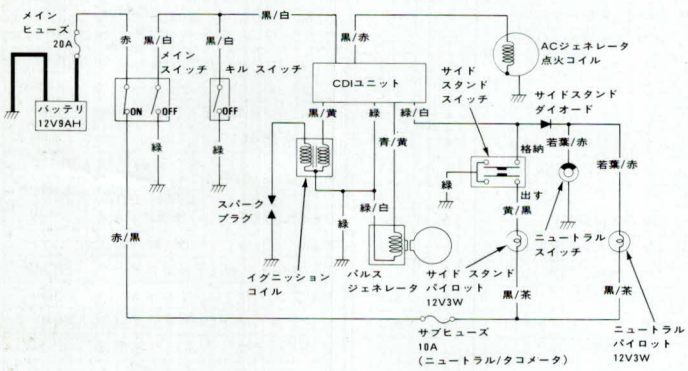 メイン
ヒューズ
20A
赤
黒/白
黒/白
黒/白
黒/白
黒/赤
ACジェネレータ
点火コイル
メイン
スイッチ
キル スイッチ
CDIユニット
サイド
スタンド
スイッチ
サイドスタンド
ダイオード
バッテリ
12V9AH
ON
OFF
OFF
黒/黄
緑
緑/白
青/黄
緑
緑
格納
若葉/赤
若葉/赤
緑
出す
黄/黒
スパーク
プラグ
緑
緑/白
赤/黒
イグニッション
コイル
パルス
ジェネレータ
サイド スタンド
パイロット
12V3W
ニュートラル
スイッチ
黒/茶
黒/茶
サブヒューズ
10A
(ニュートラル/タコメータ)
ニュートラル
パイロット
12V3W